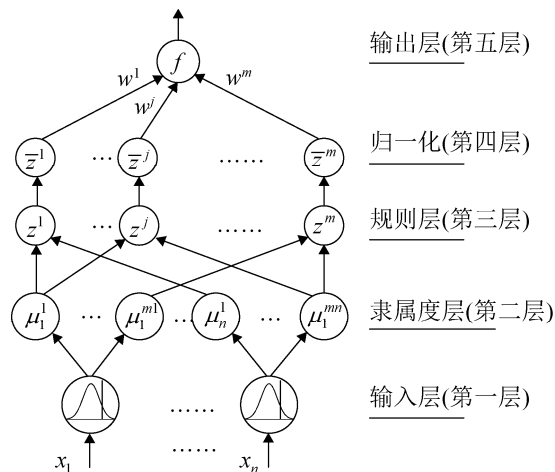 f
输出层(第五层)
w¹ wʲ wᵐ
z̅¹ … z̅ʲ …… z̅ᵐ
归一化(第四层)
z¹ … zʲ …… zᵐ
规则层(第三层)
μ₁¹ … μ₁ᵐ¹ … μₙ¹ … μ₁ᵐⁿ
隶属度层(第二层)
……
输入层(第一层)
……
x₁ xₙ